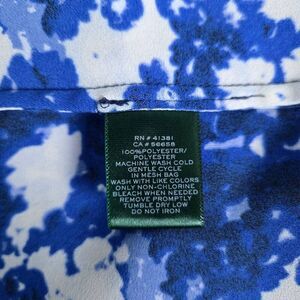 RN # 41381
CA # 56658
100%POLYESTER/
POLYESTER
MACHINE WASH COLD
GENTLE CYCLE
IN MESH BAG
WASH WITH LIKE COLORS
ONLY NON-CHLORINE
BLEACH WHEN NEEDED
REMOVE PROMPTLY
TUMBLE DRY LOW
DO NOT IRON